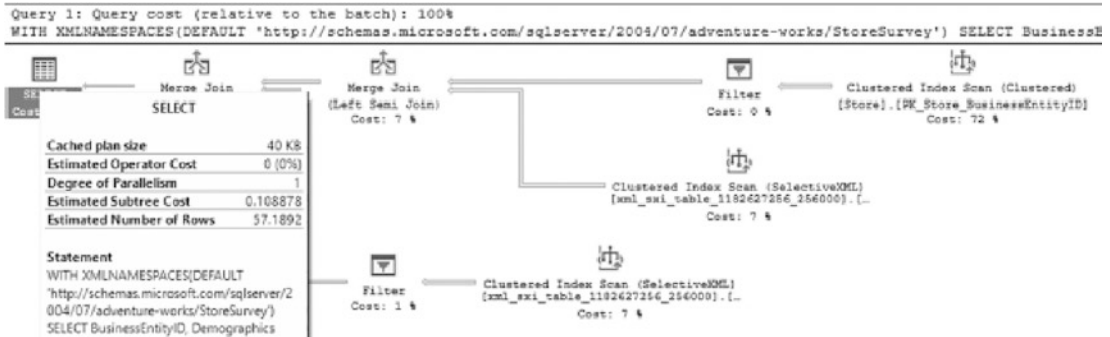 Query 1: Query cost (relative to the batch): 100%
WITH XMLNAMESPACES(DEFAULT 'http://schemas.microsoft.com/sqlserver/2004/07/adventure-works/StoreSurvey') SELECT BusinessE
Merge Join
Merge Join
(Left Semi Join)
Cost: 7 %
Filter
Cost: 0 %
Clustered Index Scan (Clustered)
[Store].[PK_Store_BusinessEntityID]
Cost: 72 %
Cost
SELECT
Cached plan size 40 KB
Estimated Operator Cost 0 (0%)
Degree of Parallelism 1
Estimated Subtree Cost 0.108878
Estimated Number of Rows 57.1892
Statement
WITH XMLNAMESPACES(DEFAULT
'http://schemas.microsoft.com/sqlserver/2
004/07/adventure-works/StoreSurvey')
SELECT BusinessEntityID, Demographics
Clustered Index Scan (SelectiveXML)
[xml_sxi_table_1182627256_256000].[…
Cost: 7 %
Filter
Cost: 1 %
Clustered Index Scan (SelectiveXML)
[xml_sxi_table_1182627256_256000].[…
Cost: 7 %